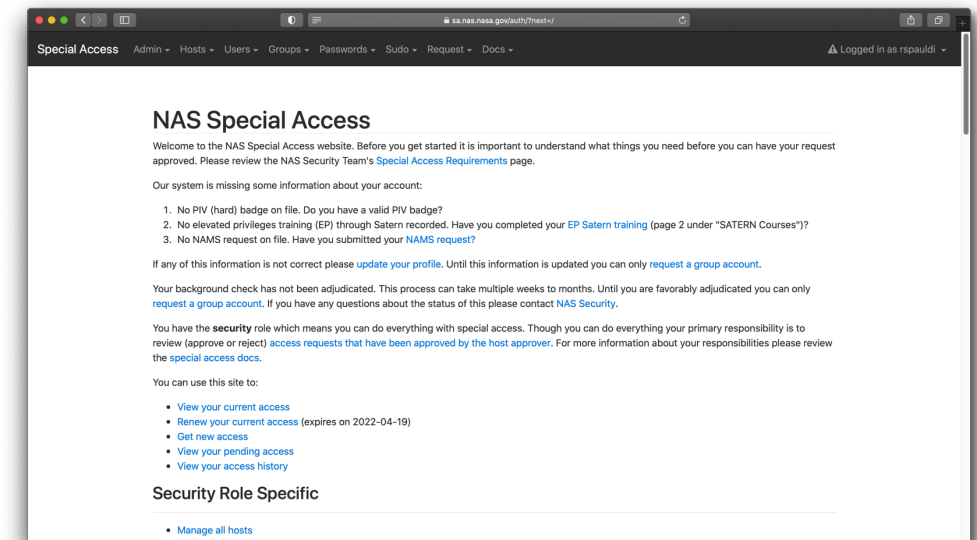 sa.nas.nasa.gov/auth/?next=/
Special Access Admin Hosts Users Groups Passwords Sudo Request Docs Logged in as rspauldi
NAS Special Access
Welcome to the NAS Special Access website. Before you get started it is important to understand what things you need before you can have your request
approved. Please review the NAS Security Team's Special Access Requirements page.
Our system is missing some information about your account:
1. No PIV (hard) badge on file. Do you have a valid PIV badge?
2. No elevated privileges training (EP) through Satern recorded. Have you completed your EP Satern training (page 2 under "SATERN Courses")?
3. No NAMS request on file. Have you submitted your NAMS request?
If any of this information is not correct please update your profile. Until this information is updated you can only request a group account.
Your background check has not been adjudicated. This process can take multiple weeks to months. Until you are favorably adjudicated you can only
request a group account. If you have any questions about the status of this please contact NAS Security.
You have the security role which means you can do everything with special access. Though you can do everything your primary responsibility is to
review (approve or reject) access requests that have been approved by the host approver. For more information about your responsibilities please review
the special access docs.
You can use this site to:
• View your current access
• Renew your current access (expires on 2022-04-19)
• Get new access
• View your pending access
• View your access history
Security Role Specific
• Manage all hosts